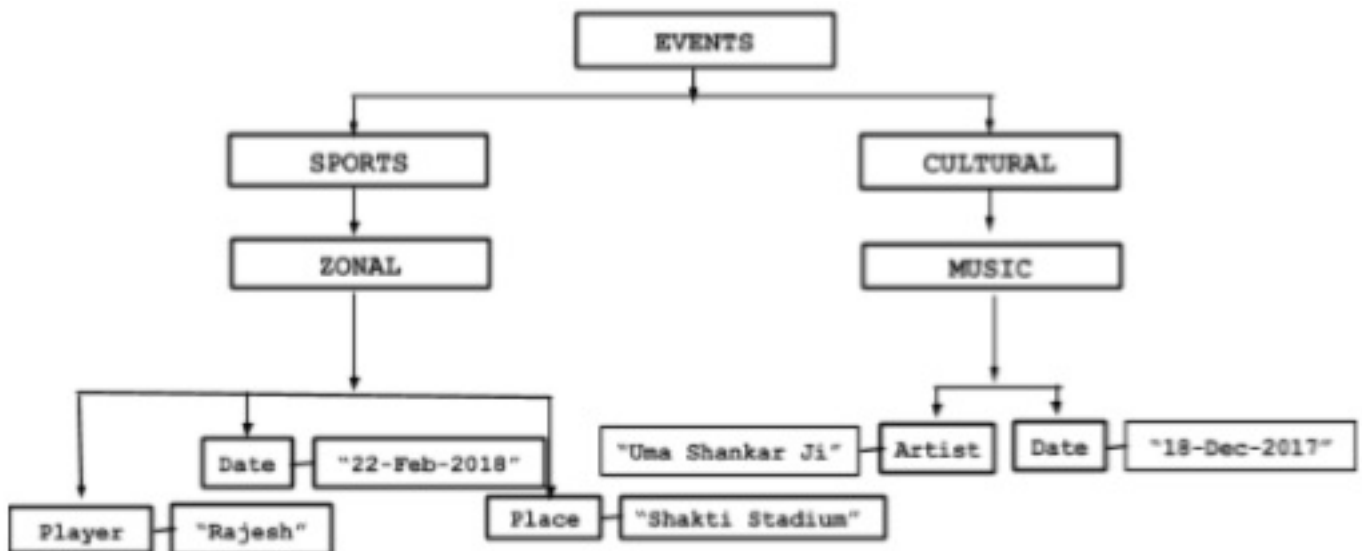 EVENTS
SPORTS
CULTURAL
ZONAL
MUSIC
"Uma Shankar Ji"
Artist
Date
"18-Dec-2017"
Date
"22-Feb-2018"
Player
"Rajesh"
Place
"Shakti Stadium"